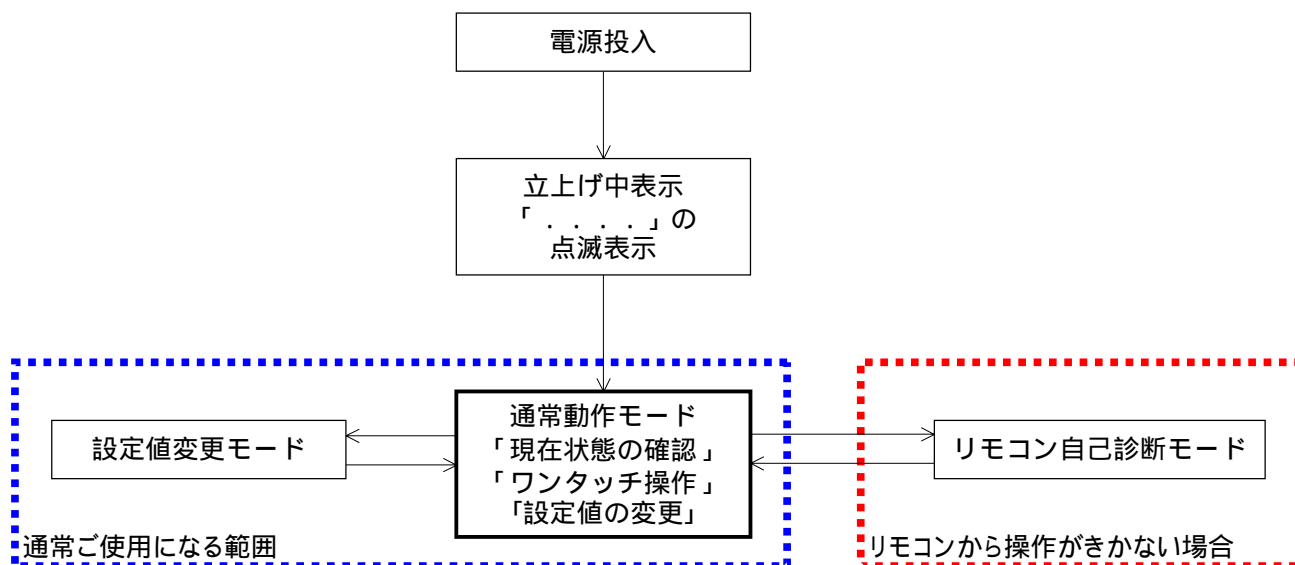 電源投入
立上げ中表示
「．．．．」の
点滅表示
通常動作モード
「現在状態の確認」
「ワンタッチ操作」
「設定値の変更」
設定値変更モード
リモコン自己診断モード
通常ご使用になる範囲
リモコンから操作がきかない場合